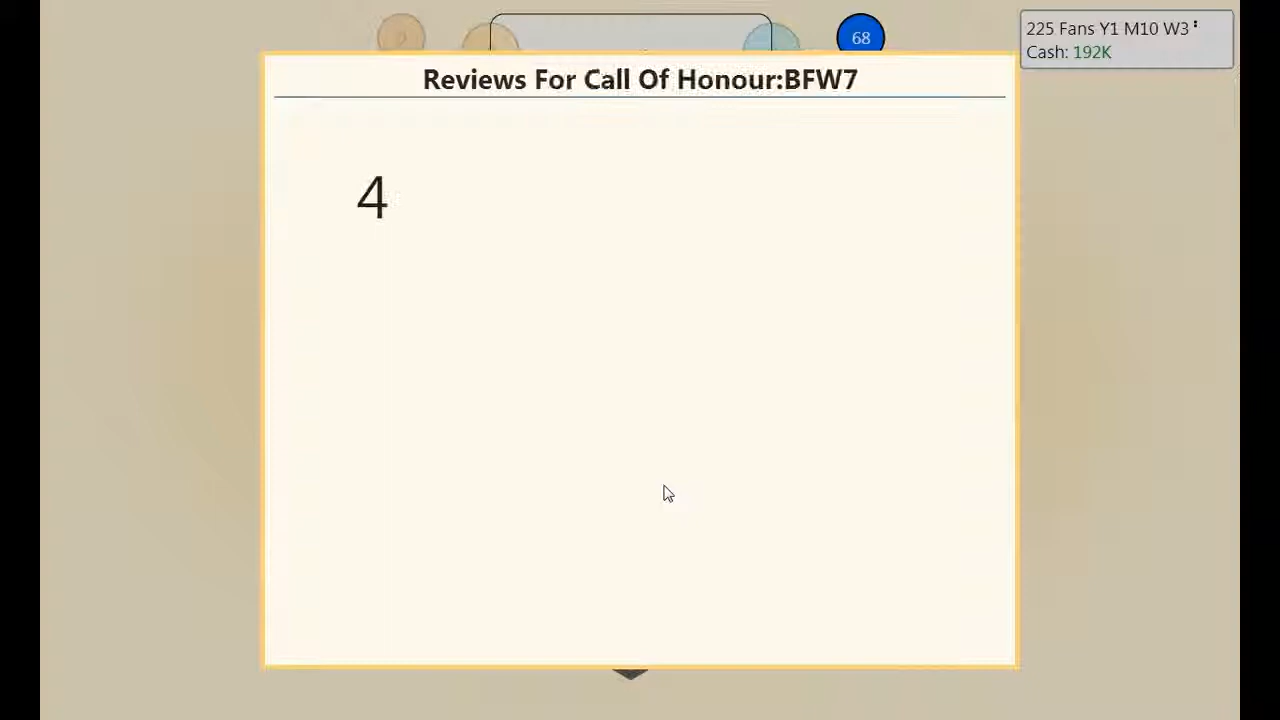 68
225 Fans Y1 M10 W3
Cash: 192K
Reviews For Call Of Honour:BFW7
4